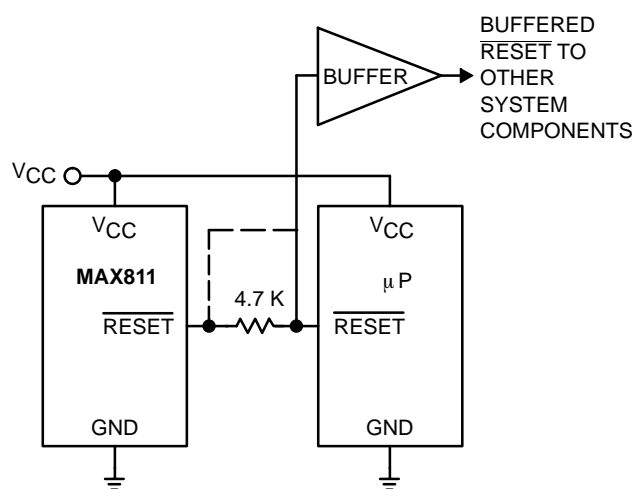 BUFFERED
RESET TO
OTHER
SYSTEM
COMPONENTS
BUFFER
VCC
VCC
MAX811
RESET
GND
4.7 K
VCC
μP
RESET
GND